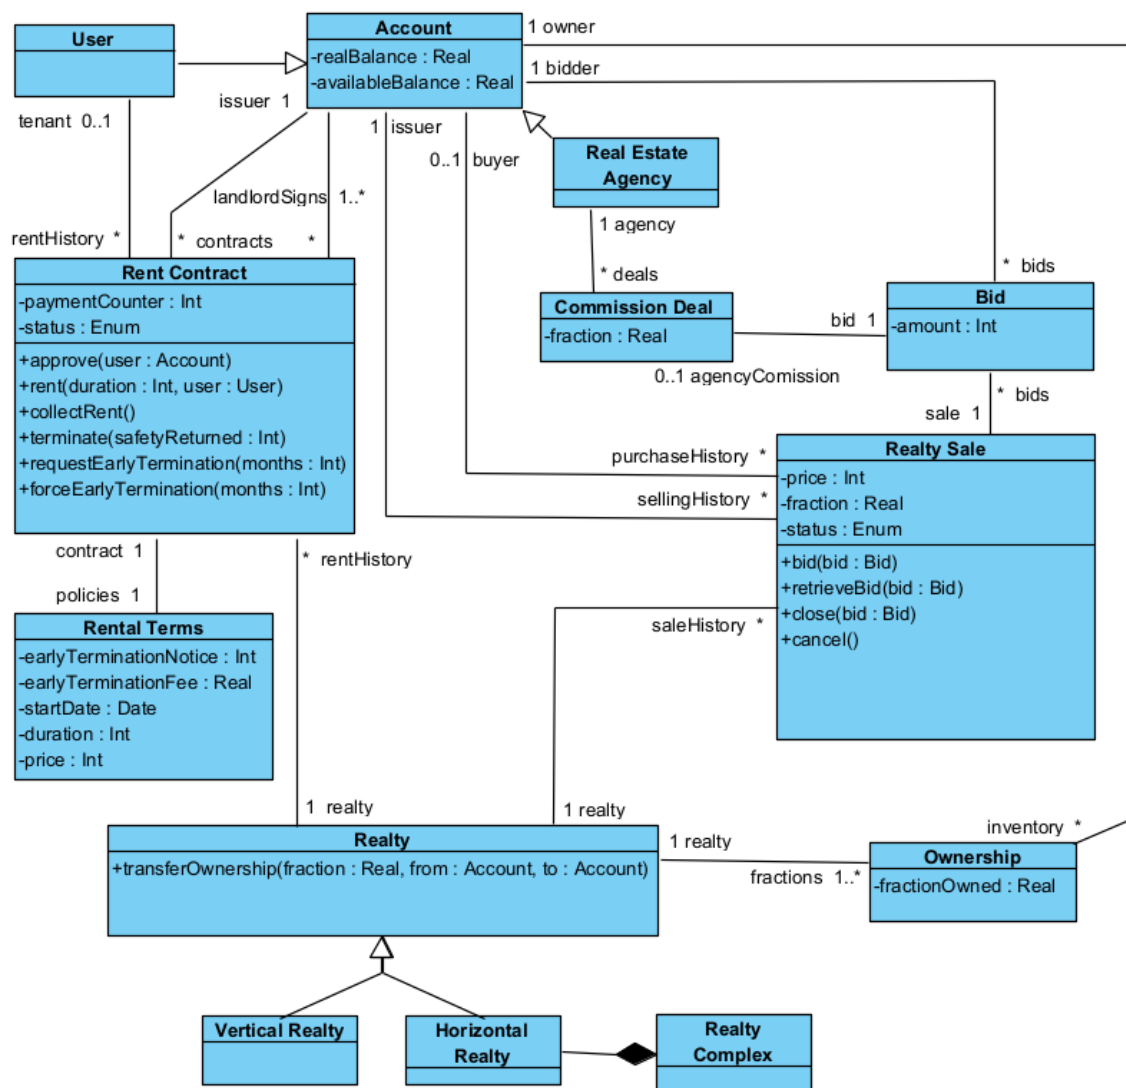 User
Account
-realBalance : Real
-availableBalance : Real
1 owner
1 bidder
issuer 1
tenant 0..1
1 issuer
0..1 buyer
Real Estate
Agency
landlordSigns 1..*
1 agency
rentHistory *
* contracts
*
* deals
* bids
Rent Contract
-paymentCounter : Int
-status : Enum
+approve(user : Account)
+rent(duration : Int, user : User)
+collectRent()
+terminate(safetyReturned : Int)
+requestEarlyTermination(months : Int)
+forceEarlyTermination(months : Int)
Commission Deal
-fraction : Real
bid 1
0..1 agencyComission
Bid
-amount : Int
* bids
sale 1
purchaseHistory *
sellingHistory *
Realty Sale
-price : Int
-fraction : Real
-status : Enum
+bid(bid : Bid)
+retrieveBid(bid : Bid)
+close(bid : Bid)
+cancel()
contract 1
* rentHistory
policies 1
saleHistory *
Rental Terms
-earlyTerminationNotice : Int
-earlyTerminationFee : Real
-startDate : Date
-duration : Int
-price : Int
1 realty
1 realty
Realty
+transferOwnership(fraction : Real, from : Account, to : Account)
1 realty
fractions 1..*
inventory *
Ownership
-fractionOwned : Real
Vertical Realty
Horizontal
Realty
Realty
Complex